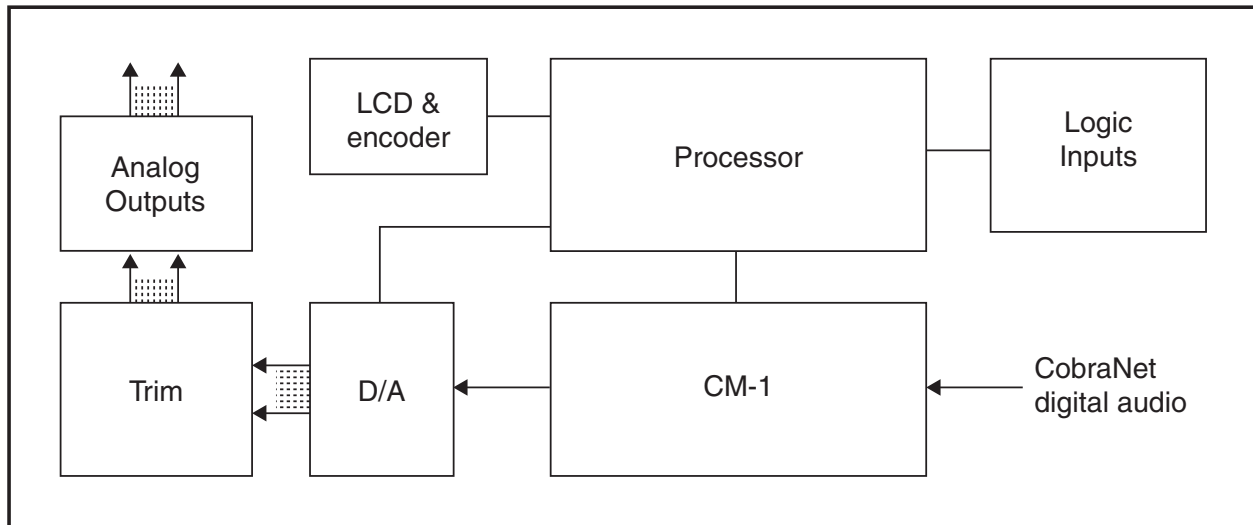 LCD &
encoder
Processor
Logic
Inputs
Analog
Outputs
Trim
D/A
CM-1
CobraNet
digital audio